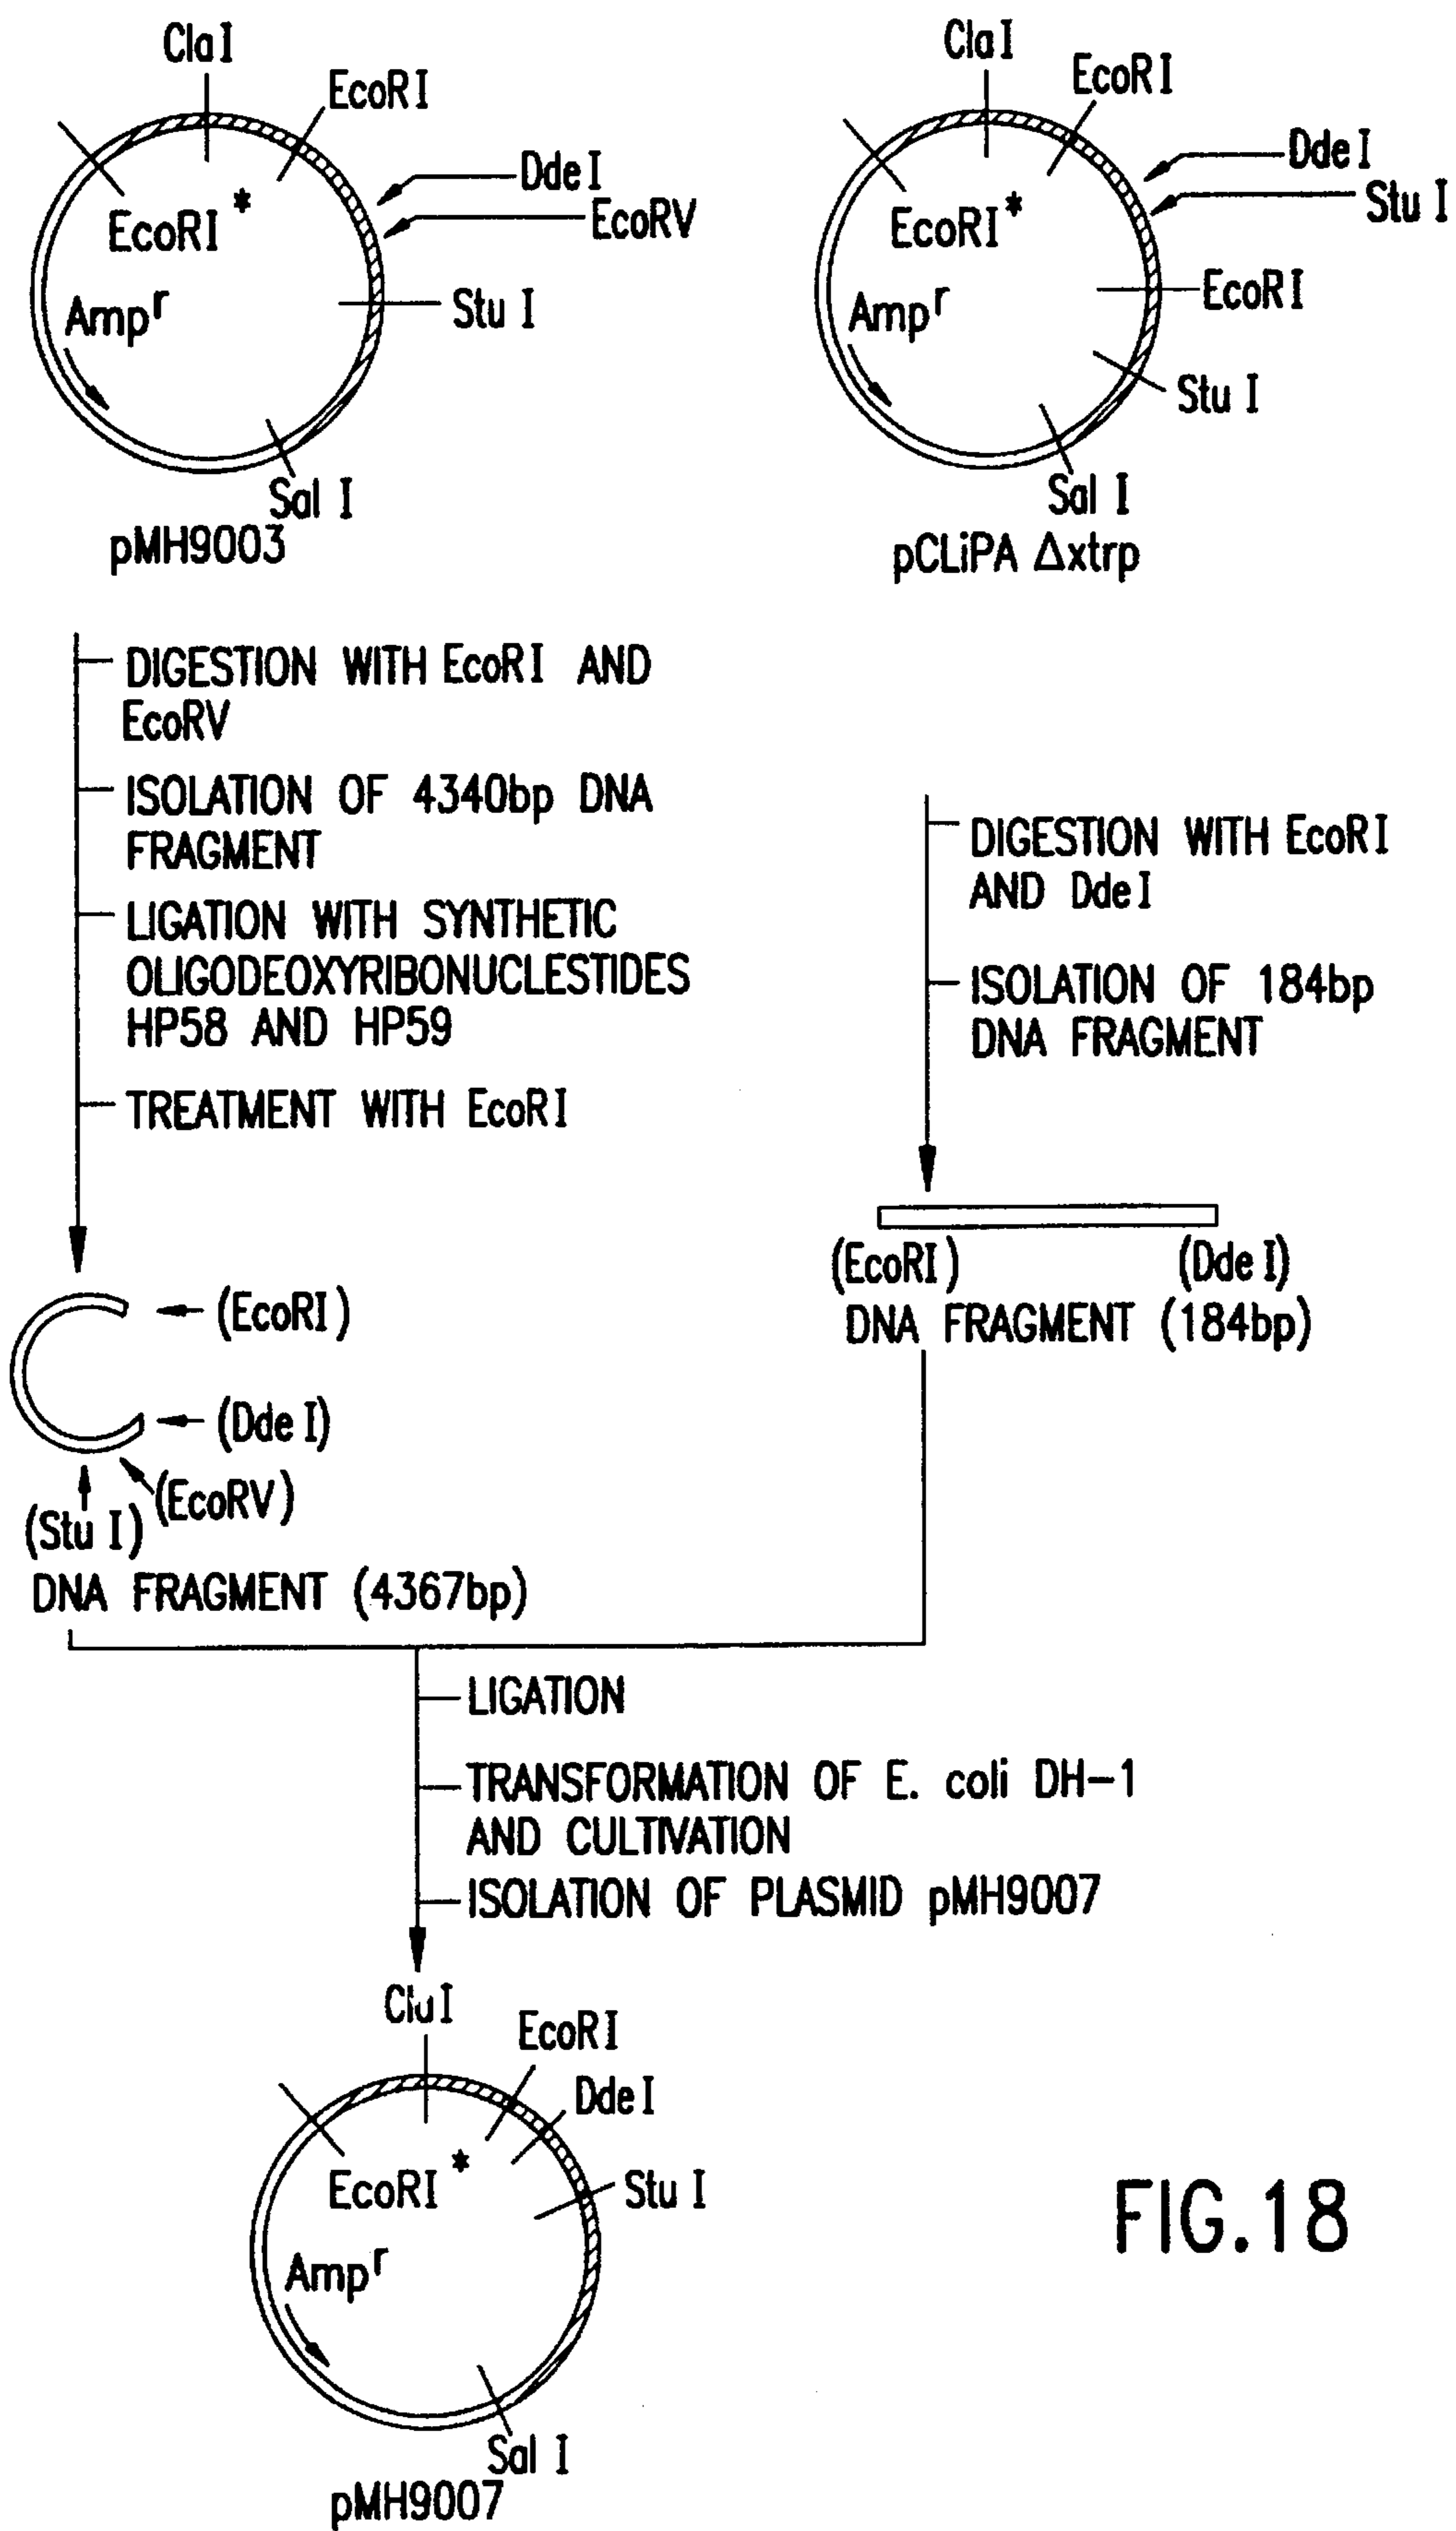 ClaI
EcoRI
DdeI
EcoRV
EcoRI*
Amp^r
Stu I
Sal I
pMH9003
ClaI
EcoRI
DdeI
Stu I
EcoRI*
EcoRI
Amp^r
Stu I
Sal I
pCLiPA Δxtrp
DIGESTION WITH EcoRI AND
EcoRV
ISOLATION OF 4340bp DNA
FRAGMENT
LIGATION WITH SYNTHETIC
OLIGODEOXYRIBONUCLESTIDES
HP58 AND HP59
TREATMENT WITH EcoRI
DIGESTION WITH EcoRI
AND DdeI
ISOLATION OF 184bp
DNA FRAGMENT
(EcoRI) (DdeI)
DNA FRAGMENT (184bp)
(EcoRI)
(DdeI)
(EcoRV)
(Stu I)
DNA FRAGMENT (4367bp)
LIGATION
TRANSFORMATION OF E. coli DH-1
AND CULTIVATION
ISOLATION OF PLASMID pMH9007
ClaI
EcoRI
DdeI
EcoRI*
Stu I
Amp^r
Sal I
pMH9007
FIG.18